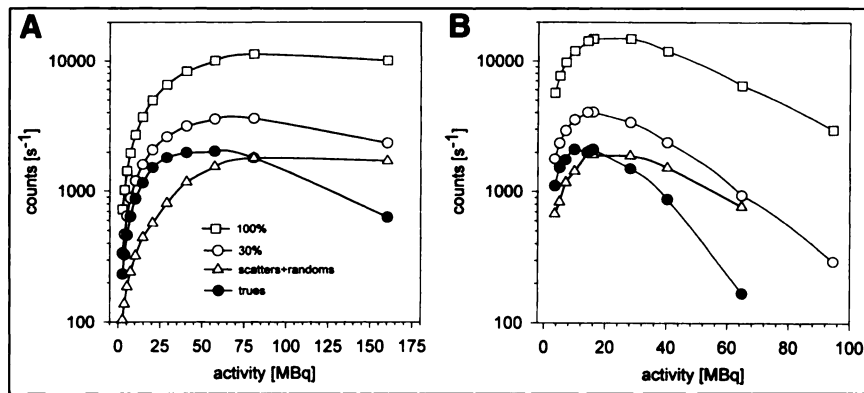 A
10000
1000
100
counts [s⁻¹]
100%
30%
scatters+randoms
trues
0 25 50 75 100 125 150 175
activity [MBq]
B
10000
1000
100
counts [s⁻¹]
0 20 40 60 80 100
activity [MBq]